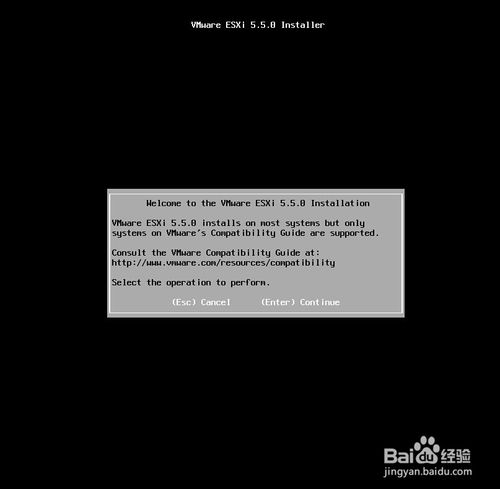 VMware ESXi 5.5.0 Installer
Welcome to the VMware ESXi 5.5.0 Installation
VMware ESXi 5.5.0 installs on most systems but only
systems on VMware's Compatibility Guide are supported.
Consult the VMware Compatibility Guide at:
http://www.vmware.com/resources/compatibility
Select the operation to perform.
(Esc) Cancel (Enter) Continue
Bai du 经验
jingyan.baidu.com